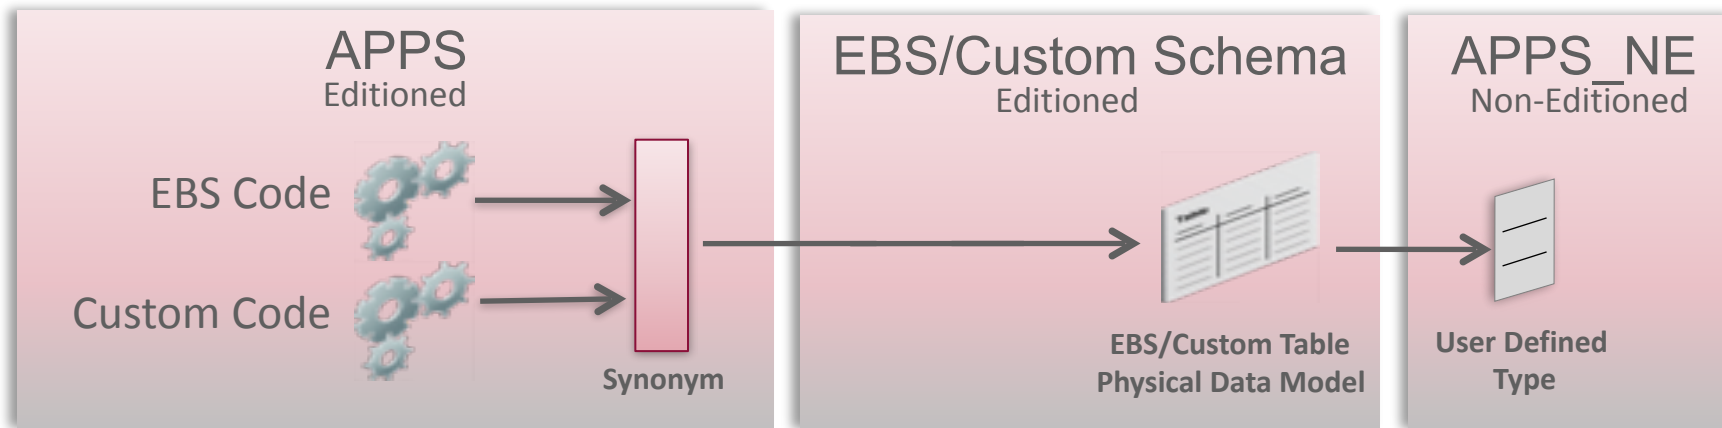 APPS
Editioned
EBS Code
Custom Code
Synonym
EBS/Custom Schema
Editioned
Table
EBS/Custom Table
Physical Data Model
APPS_NE
Non-Editioned
User Defined
Type